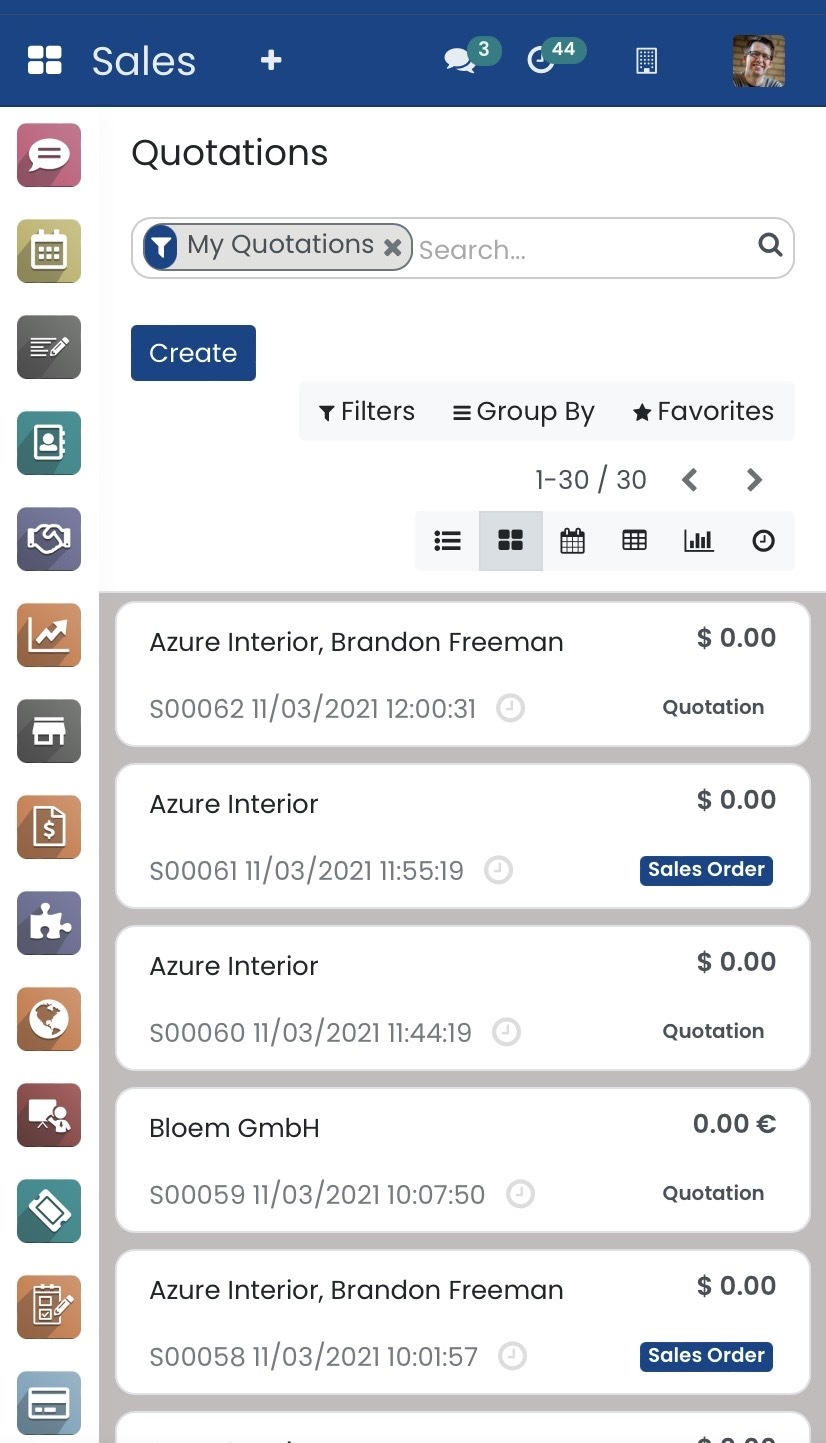 Sales 3 44
Quotations
My Quotations Search...
Create
Filters Group By Favorites
1-30 / 30
Azure Interior, Brandon Freeman $ 0.00
S00062 11/03/2021 12:00:31 Quotation
Azure Interior $ 0.00
S00061 11/03/2021 11:55:19 Sales Order
Azure Interior $ 0.00
S00060 11/03/2021 11:44:19 Quotation
Bloem GmbH 0.00 €
S00059 11/03/2021 10:07:50 Quotation
Azure Interior, Brandon Freeman $ 0.00
S00058 11/03/2021 10:01:57 Sales Order